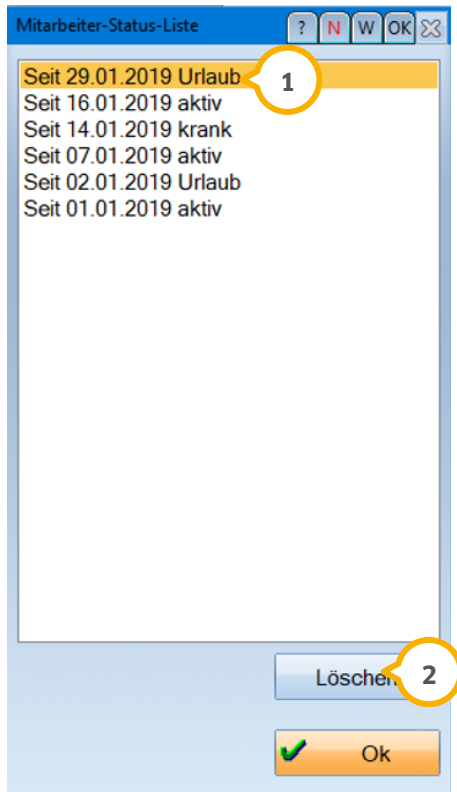 Mitarbeiter-Status-Liste ? N W OK
Seit 29.01.2019 Urlaub 1
Seit 16.01.2019 aktiv
Seit 14.01.2019 krank
Seit 07.01.2019 aktiv
Seit 02.01.2019 Urlaub
Seit 01.01.2019 aktiv
Löschen 2
Ok